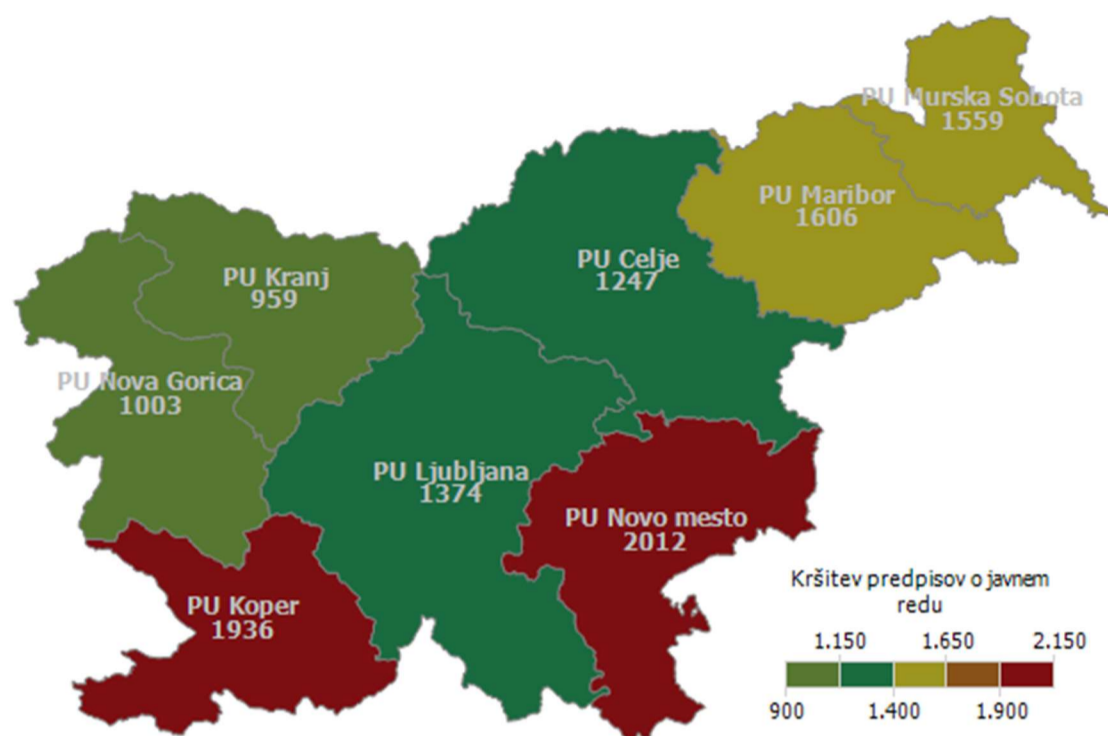 PU Murska Sobota
1559
PU Maribor
1606
PU Celje
1247
PU Kranj
959
PU Nova Gorica
1003
PU Ljubljana
1374
PU Novo mesto
2012
PU Koper
1936
Kršitev predpisov o javnem
redu
1.150 1.650 2.150
900 1.400 1.900